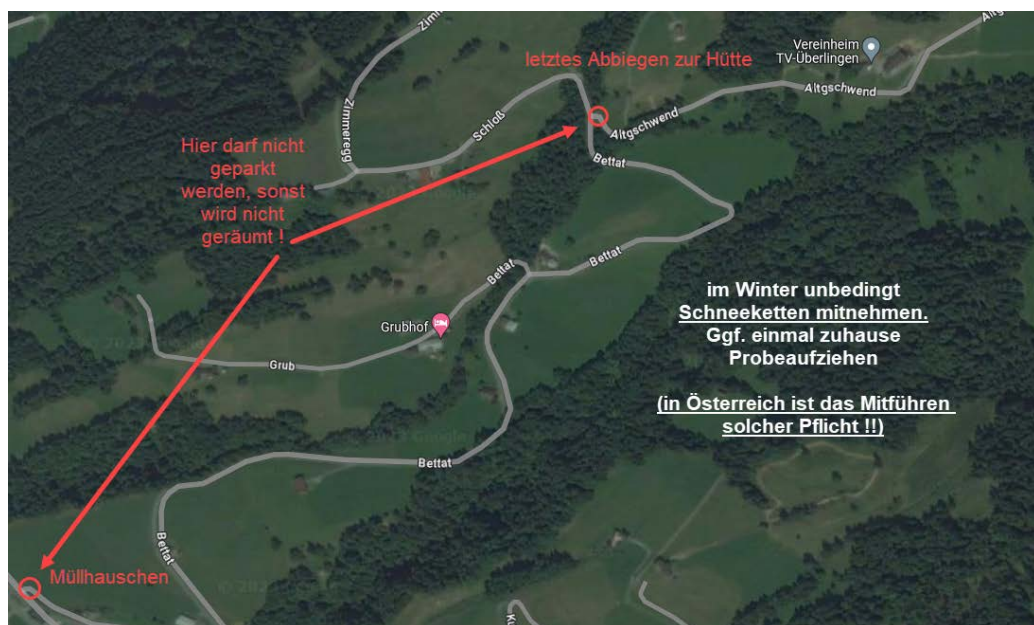 Zimm
Zimmeregg
letztes Abbiegen zur Hütte
Vereinheim
TV-Überlingen
Altgschwend
Altgschwend
Schloß
Bettat
Hier darf nicht
geparkt
werden, sonst
wird nicht
geräumt !
Bettat
Bettat
Grubhof
Grub
im Winter unbedingt
Schneeketten mitnehmen.
Ggf. einmal zuhause
Probeaufziehen
(in Österreich ist das Mitführen
solcher Pflicht !!)
Bettat
Bettat
Müllhauschen